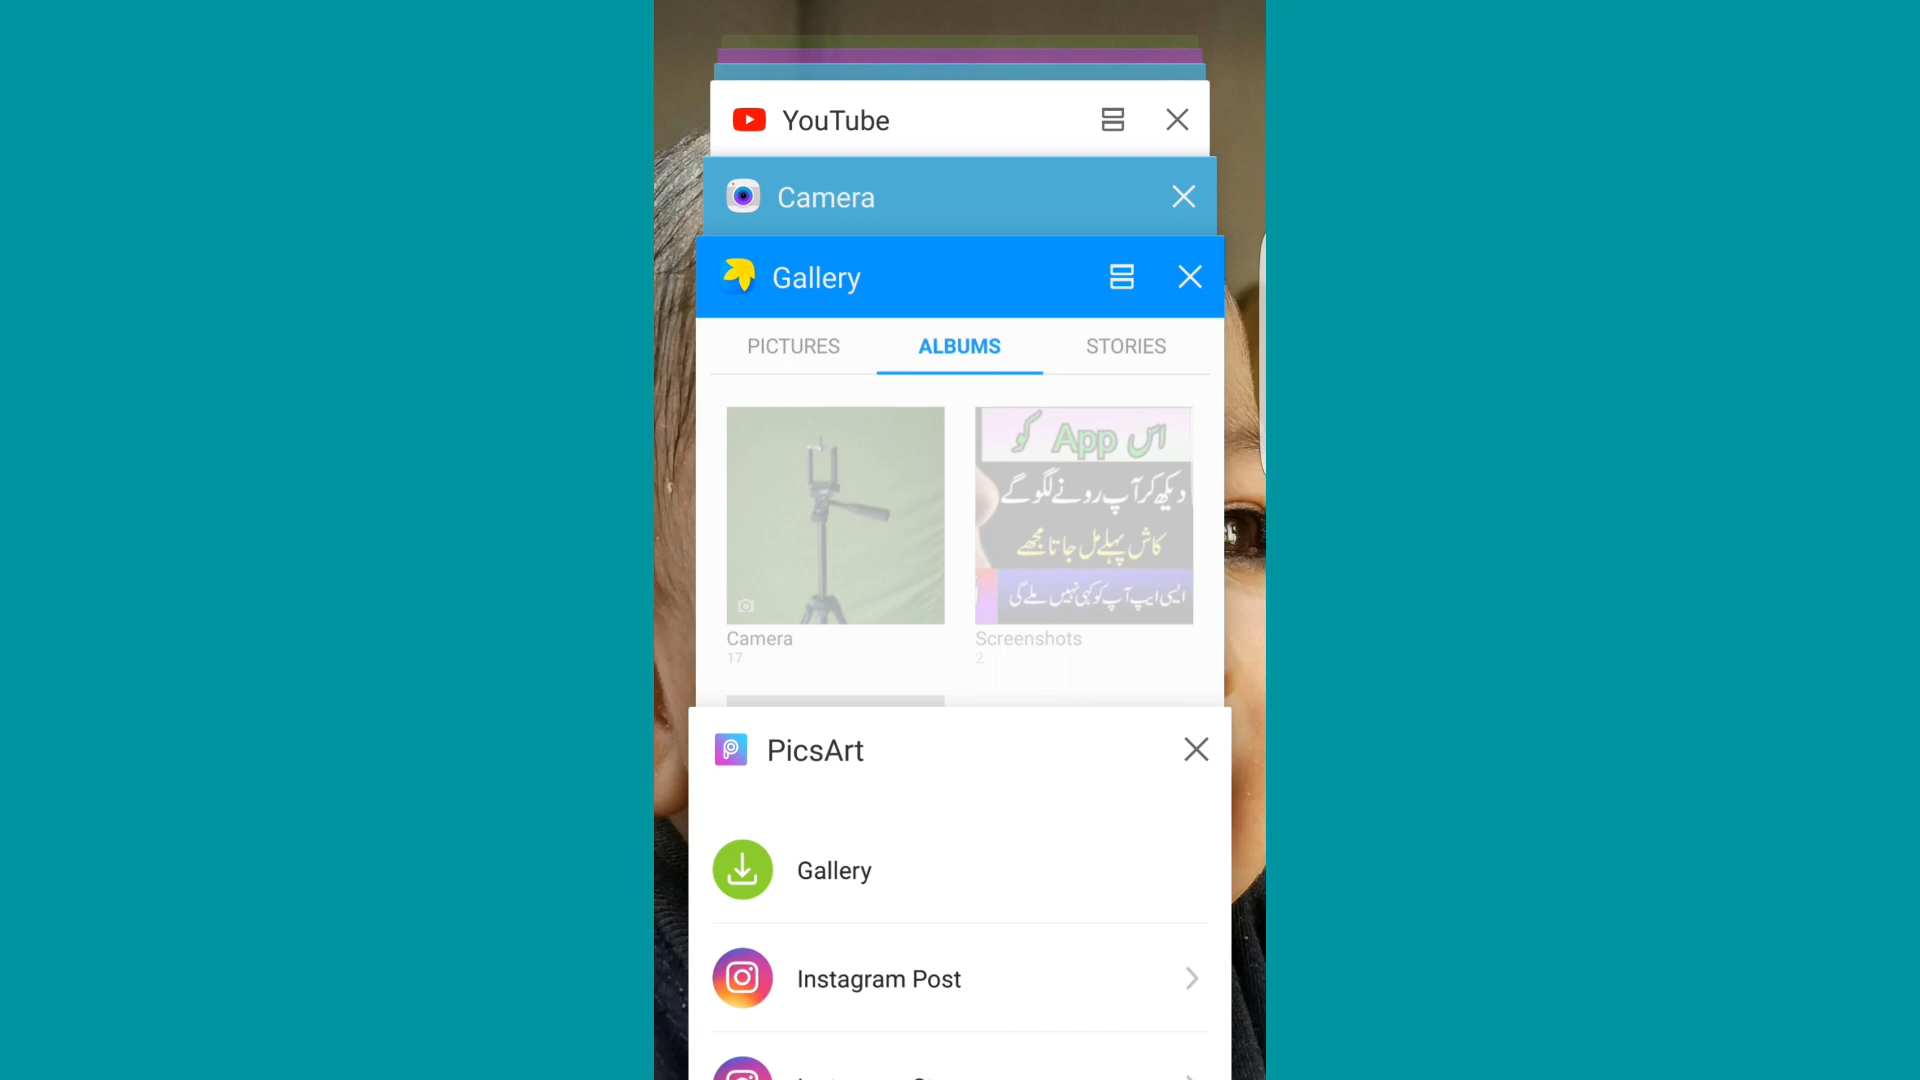 YouTube
Camera
Gallery
PICTURES ALBUMS STORIES
اس App کو
دیکھ کر آپ رونے لگو گے
کاش پہلے مل جاتا مجھے
ایسی ایپ آپ کو کہی نہیں ملے گی
Camera
17
Screenshots
2
PicsArt
Gallery
Instagram Post